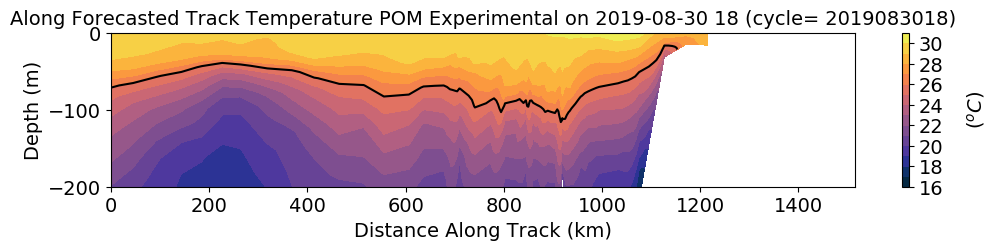 Along Forecasted Track Temperature POM Experimental on 2019-08-30 18 (cycle= 2019083018)
0
−100
−200
Depth (m)
0 200 400 600 800 1000 1200 1400
Distance Along Track (km)
30
28
26
24
22
20
18
16
(°C)